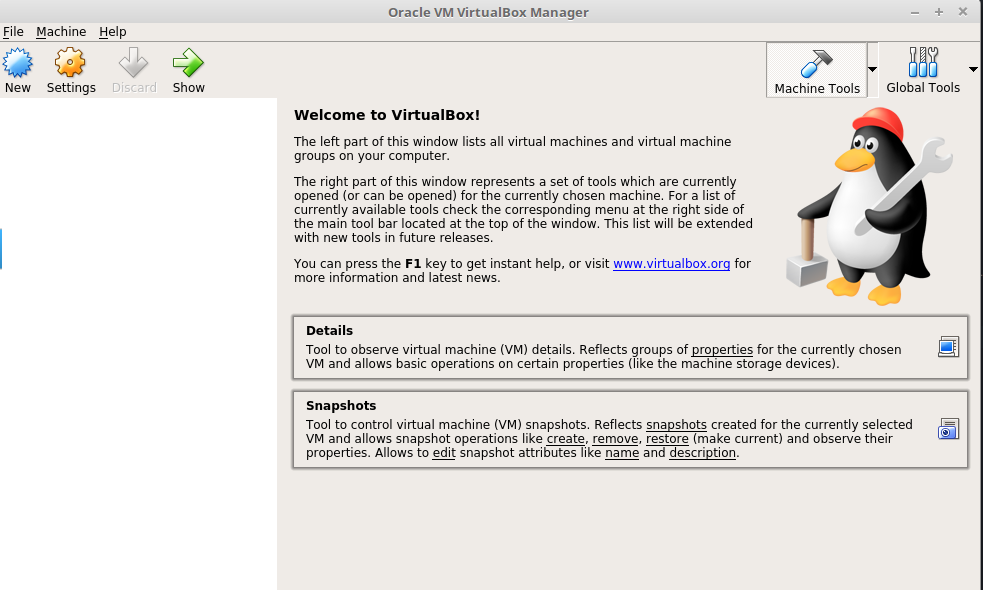 Oracle VM VirtualBox Manager
File Machine Help
New Settings Discard Show Machine Tools Global Tools
Welcome to VirtualBox!
The left part of this window lists all virtual machines and virtual machine
groups on your computer.
The right part of this window represents a set of tools which are currently
opened (or can be opened) for the currently chosen machine. For a list of
currently available tools check the corresponding menu at the right side of
the main tool bar located at the top of the window. This list will be extended
with new tools in future releases.
You can press the F1 key to get instant help, or visit www.virtualbox.org for
more information and latest news.
Details
Tool to observe virtual machine (VM) details. Reflects groups of properties for the currently chosen
VM and allows basic operations on certain properties (like the machine storage devices).
Snapshots
Tool to control virtual machine (VM) snapshots. Reflects snapshots created for the currently selected
VM and allows snapshot operations like create, remove, restore (make current) and observe their
properties. Allows to edit snapshot attributes like name and description.